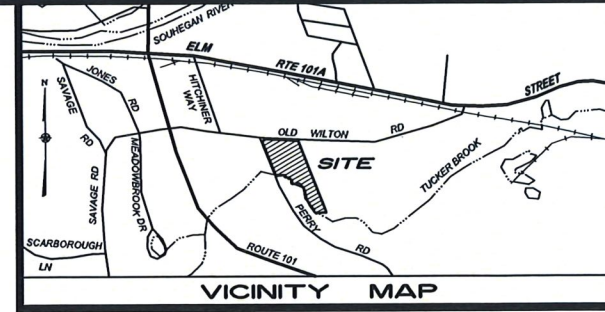 SOUHEGAN RIVER
ELM
RTE 101A
STREET
JONES
RD
SAVAGE
RD
HITCHINER
WAY
N
OLD WILTON RD
SITE
TUCKER BROOK
MEADOWBROOK DR
SAVAGE RD
PERRY
RD
SCARBOROUGH
LN
ROUTE 101
VICINITY MAP